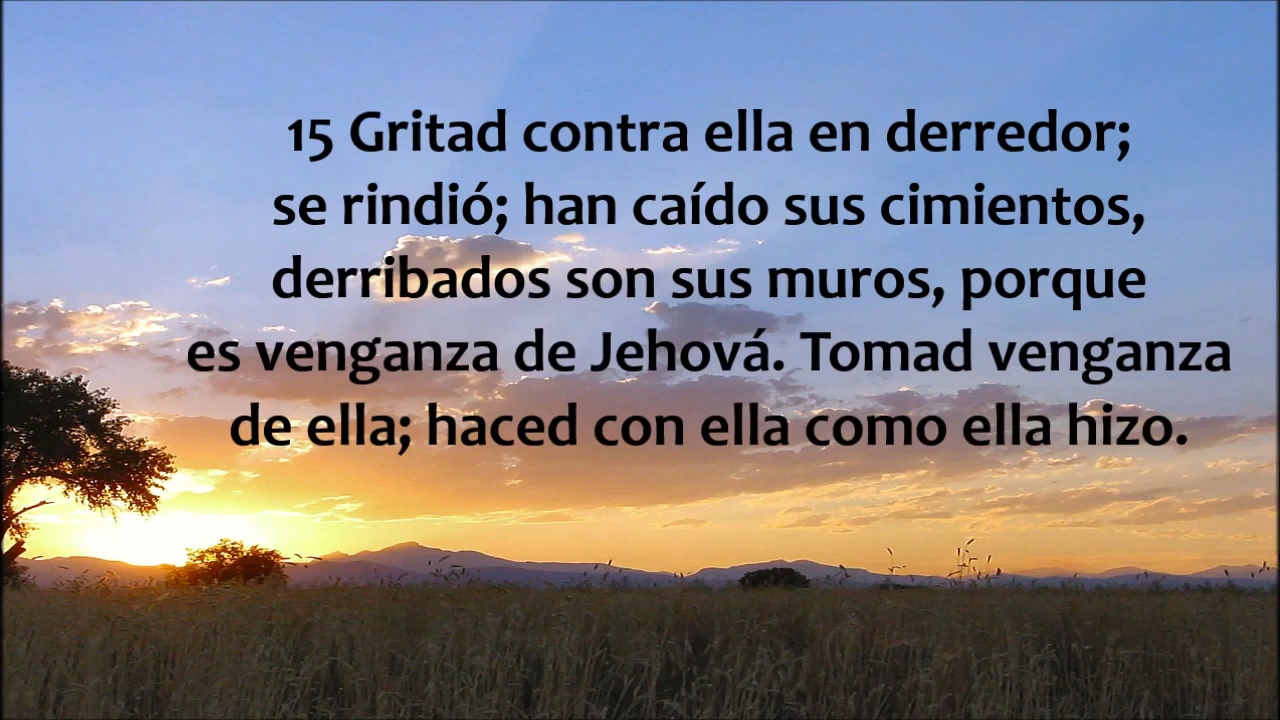 15 Gritad contra ella en derredor;
se rindió; han caído sus cimientos,
derribados son sus muros, porque
es venganza de Jehová. Tomad venganza
de ella; haced con ella como ella hizo.